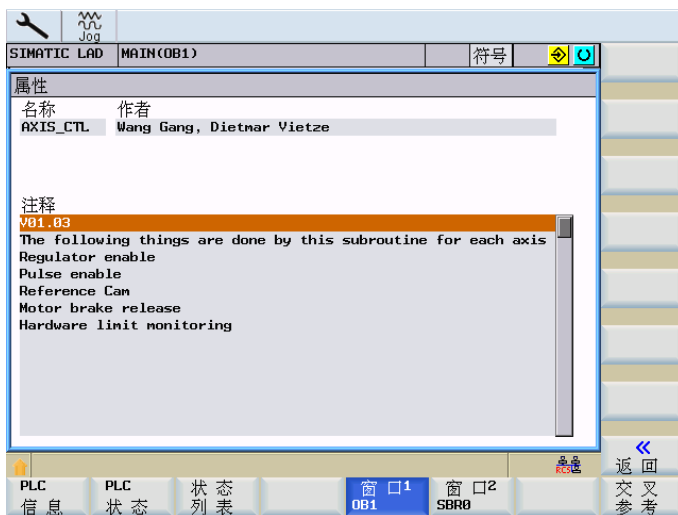 Jog
SIMATIC LAD MAIN(OB1) 符号
属性
名称 作者
AXIS_CTL Wang Gang, Dietmar Vietze
注释
V01.03
The following things are done by this subroutine for each axis
Regulator enable
Pulse enable
Reference Cam
Motor brake release
Hardware limit monitoring
RCS
返回
PLC 信息
PLC 状态
状态列表
窗口1 OB1
窗口2 SBR0
交叉参考